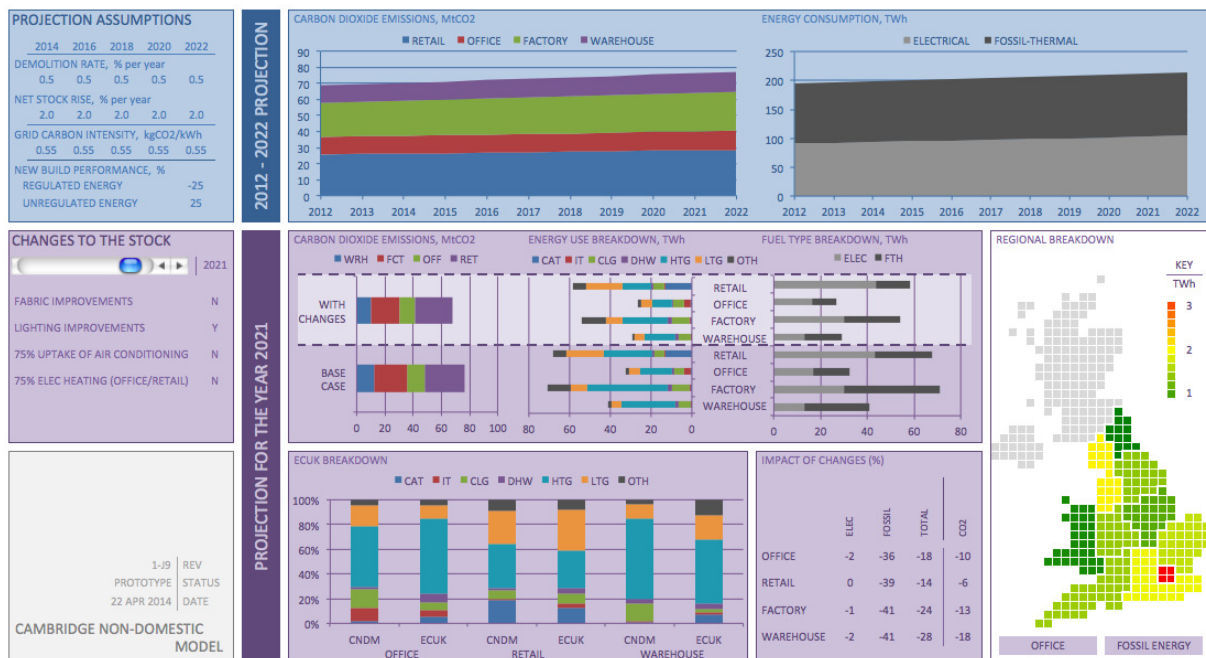 PROJECTION ASSUMPTIONS
2014 2016 2018 2020 2022
DEMOLITION RATE, % per year
0.5 0.5 0.5 0.5 0.5
NET STOCK RISE, % per year
2.0 2.0 2.0 2.0 2.0
GRID CARBON INTENSITY, kgCO2/kWh
0.55 0.55 0.55 0.55 0.55
NEW BUILD PERFORMANCE, %
REGULATED ENERGY -25
UNREGULATED ENERGY 25
2012 - 2022 PROJECTION
CARBON DIOXIDE EMISSIONS, MtCO2
RETAIL OFFICE FACTORY WAREHOUSE
90
80
70
60
50
40
30
20
10
0
2012 2013 2014 2015 2016 2017 2018 2019 2020 2021 2022
ENERGY CONSUMPTION, TWh
ELECTRICAL FOSSIL-THERMAL
250
200
150
100
50
0
2012 2013 2014 2015 2016 2017 2018 2019 2020 2021 2022
CHANGES TO THE STOCK
2021
FABRIC IMPROVEMENTS N
LIGHTING IMPROVEMENTS Y
75% UPTAKE OF AIR CONDITIONING N
75% ELEC HEATING (OFFICE/RETAIL) N
PROJECTION FOR THE YEAR 2021
CARBON DIOXIDE EMISSIONS, MtCO2
WRH FCT OFF RET
WITH
CHANGES
BASE
CASE
0 20 40 60 80 100
ENERGY USE BREAKDOWN, TWh
CAT IT CLG DHW HTG LTG OTH
80 60 40 20 0
FUEL TYPE BREAKDOWN, TWh
ELEC FTH
RETAIL
OFFICE
FACTORY
WAREHOUSE
RETAIL
OFFICE
FACTORY
WAREHOUSE
0 20 40 60 80
REGIONAL BREAKDOWN
KEY
TWh
3
2
1
OFFICE FOSSIL ENERGY
1-J9 REV
PROTOTYPE STATUS
22 APR 2014 DATE
CAMBRIDGE NON-DOMESTIC
MODEL
ECUK BREAKDOWN
CAT IT CLG DHW HTG LTG OTH
100%
80%
60%
40%
20%
0%
CNDM ECUK CNDM ECUK CNDM ECUK
OFFICE RETAIL WAREHOUSE
IMPACT OF CHANGES (%)
ELEC FOSSIL TOTAL CO2
OFFICE -2 -36 -18 -10
RETAIL 0 -39 -14 -6
FACTORY -1 -41 -24 -13
WAREHOUSE -2 -41 -28 -18